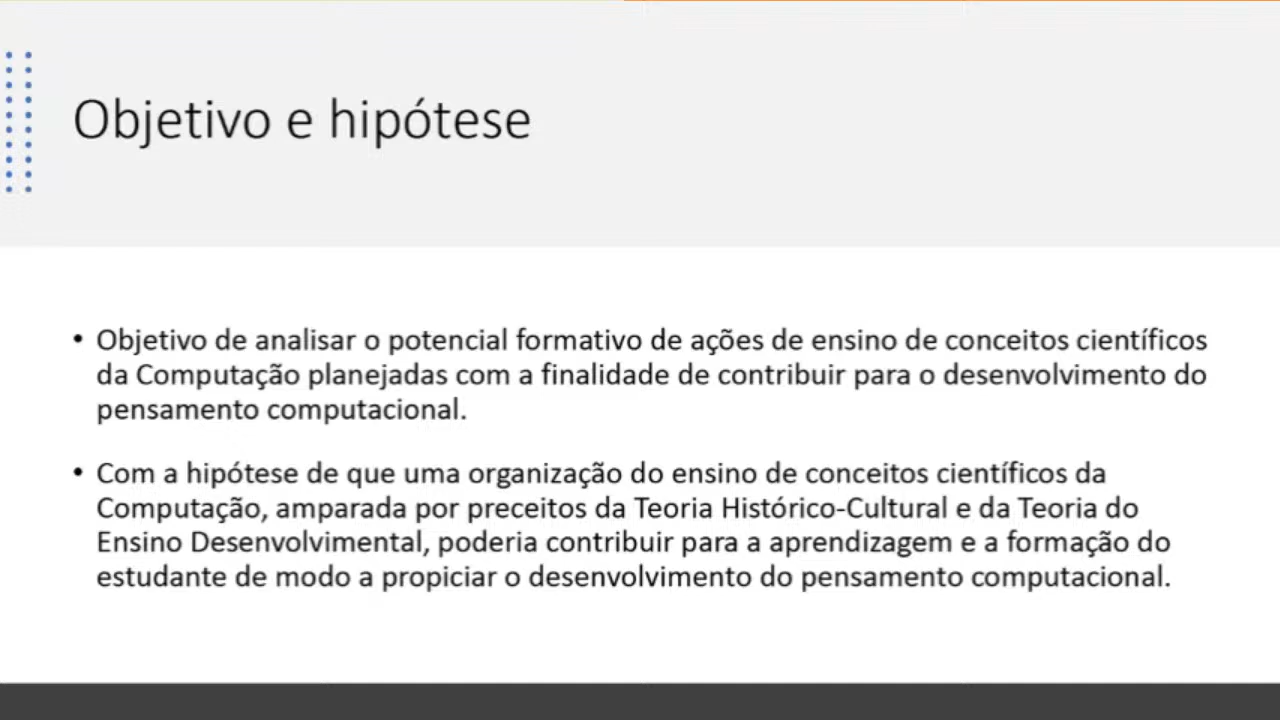 Objetivo e hipótese
• Objetivo de analisar o potencial formativo de ações de ensino de conceitos científicos
da Computação planejadas com a finalidade de contribuir para o desenvolvimento do
pensamento computacional.
• Com a hipótese de que uma organização do ensino de conceitos científicos da
Computação, amparada por preceitos da Teoria Histórico-Cultural e da Teoria do
Ensino Desenvolvimental, poderia contribuir para a aprendizagem e a formação do
estudante de modo a propiciar o desenvolvimento do pensamento computacional.